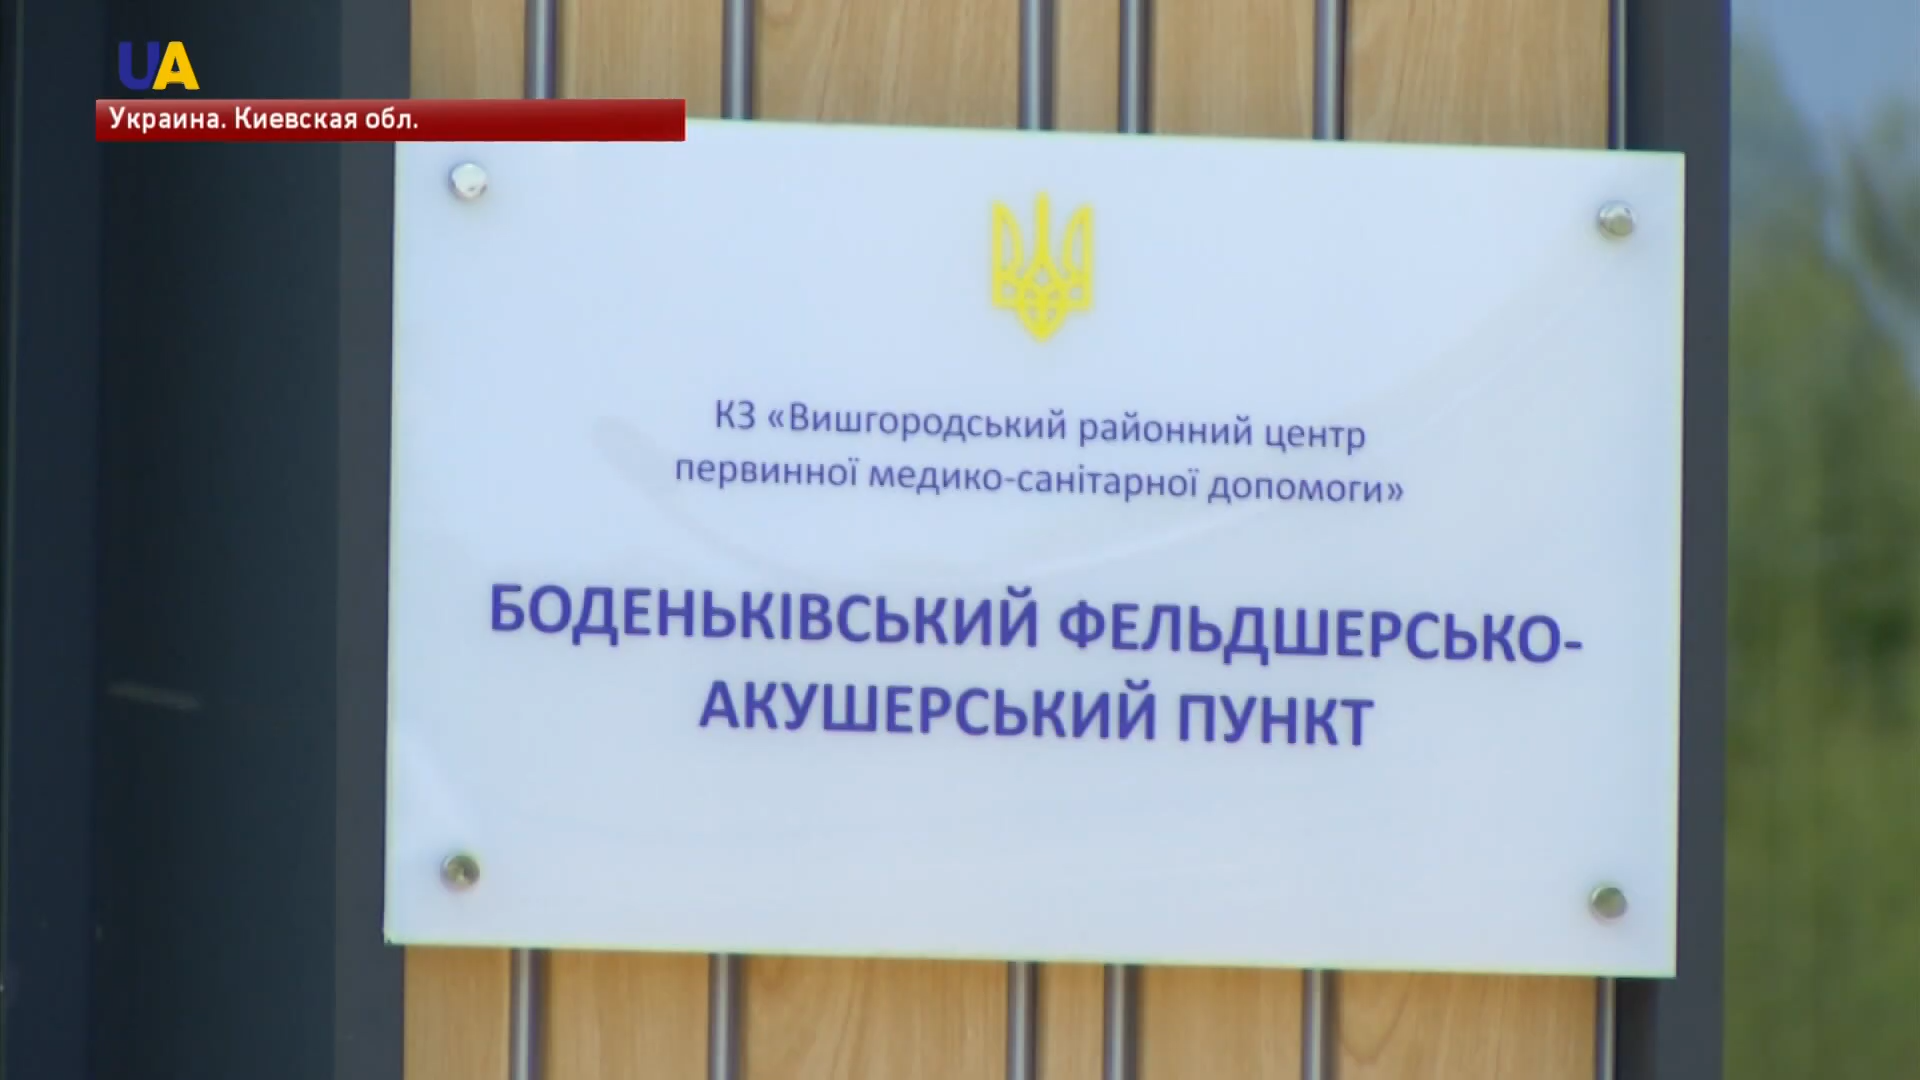 UA
Украина. Киевская обл.
КЗ «Вишгородський районний центр
первинної медико-санітарної допомоги»
БОДЕНЬКІВСЬКИЙ ФЕЛЬДШЕРСЬКО-
АКУШЕРСЬКИЙ ПУНКТ